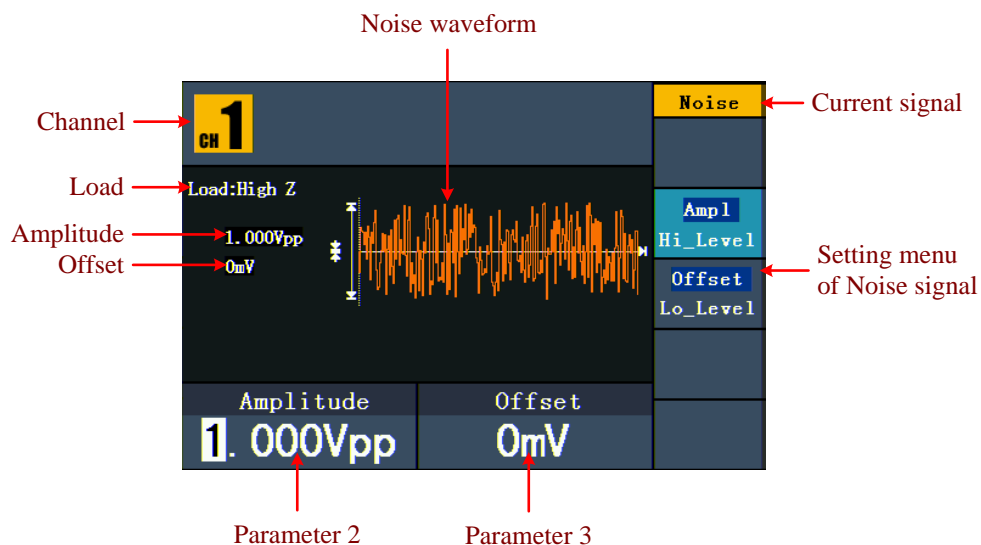 Noise waveform
Channel
CH 1
Noise
Current signal
Load
Load:High Z
Amplitude
1.000Vpp
Offset
0mV
Ampl
Hi_Level
Offset
Lo_Level
Setting menu
of Noise signal
Amplitude
Offset
1.000Vpp
0mV
Parameter 2
Parameter 3